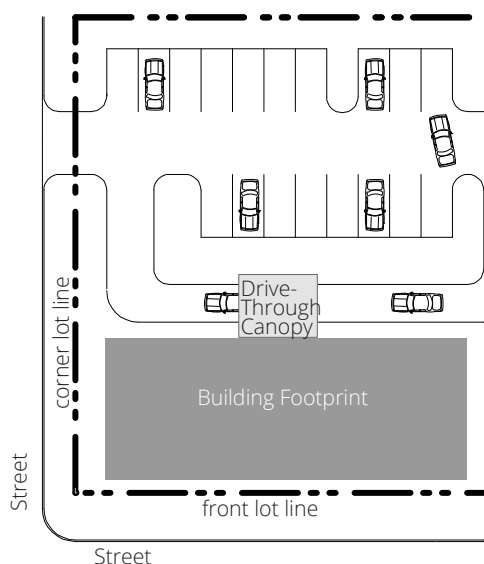 Drive-
Through
Canopy
corner lot line
Building Footprint
Street
front lot line
Street